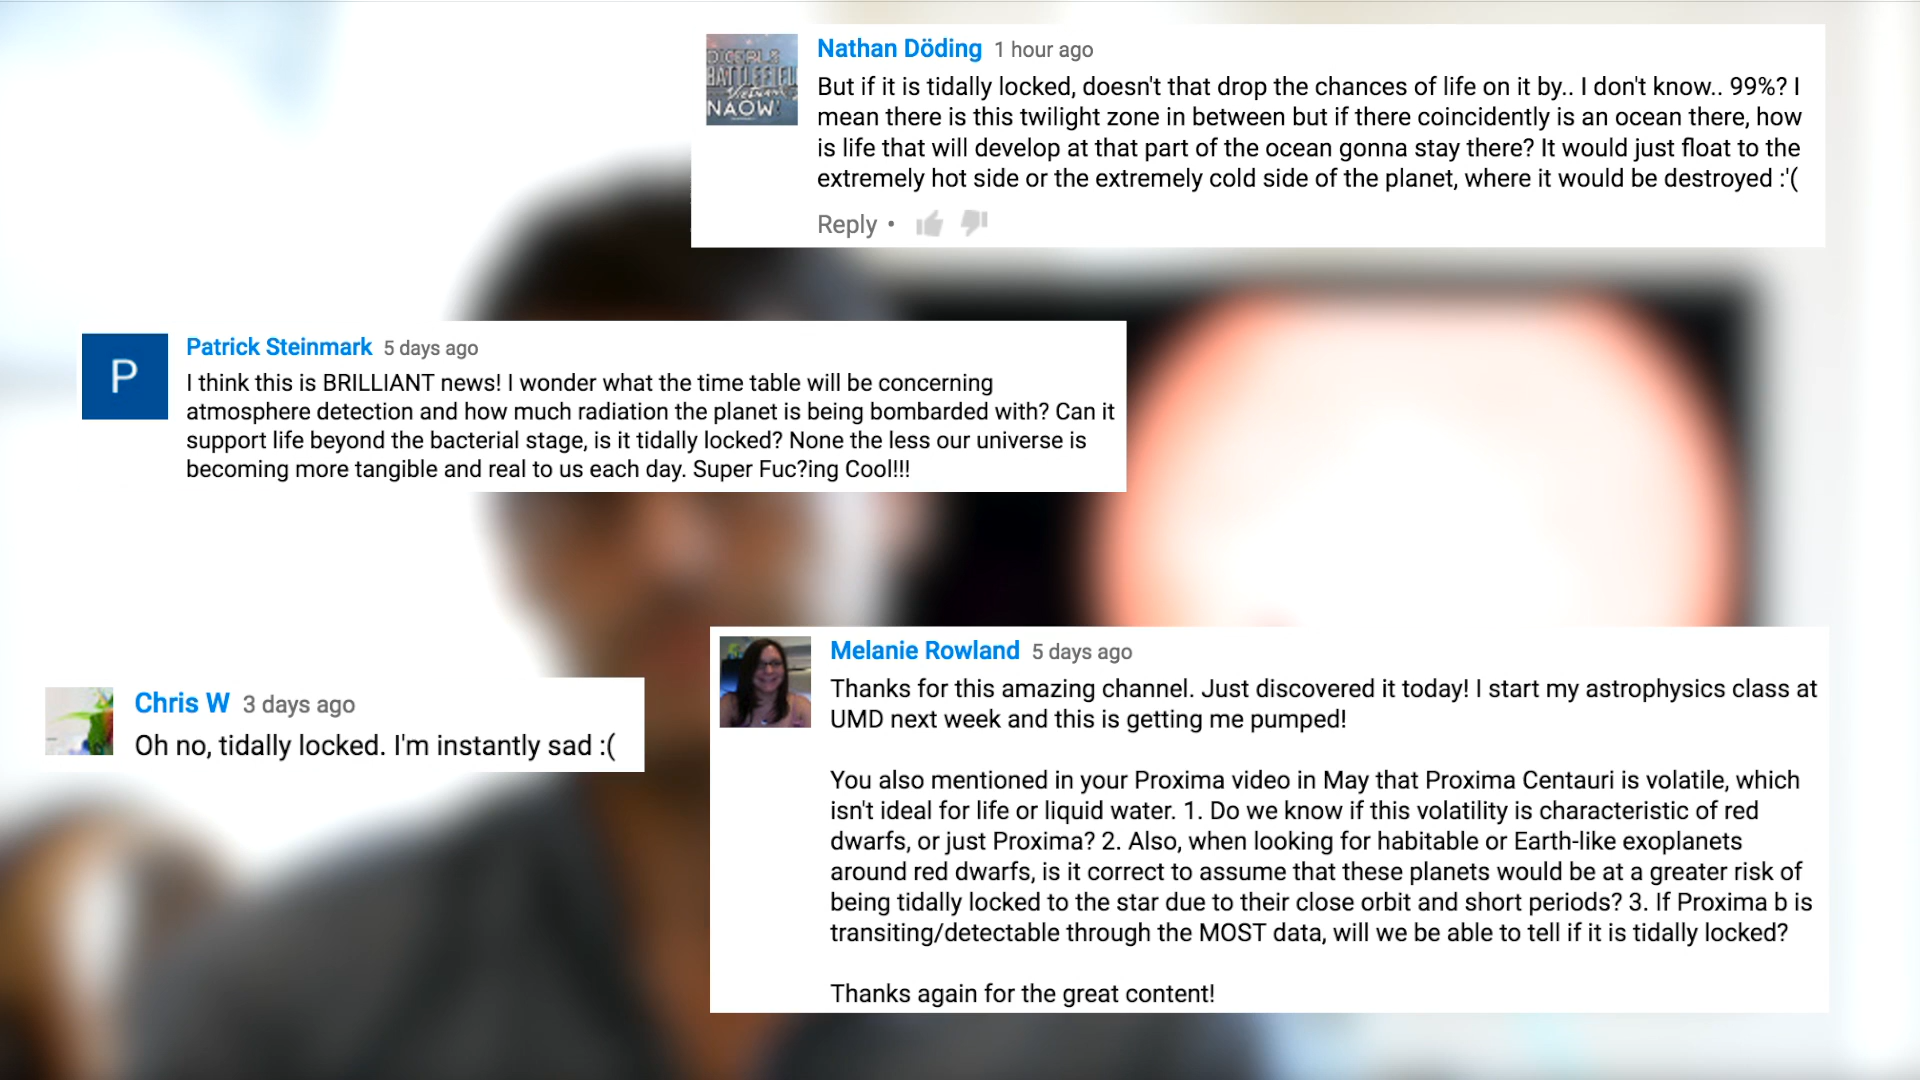 Nathan Döding 1 hour ago
But if it is tidally locked, doesn't that drop the chances of life on it by.. I don't know.. 99%? I
mean there is this twilight zone in between but if there coincidently is an ocean there, how
is life that will develop at that part of the ocean gonna stay there? It would just float to the
extremely hot side or the extremely cold side of the planet, where it would be destroyed :'(
Reply •
NAOW!
P
Patrick Steinmark 5 days ago
I think this is BRILLIANT news! I wonder what the time table will be concerning
atmosphere detection and how much radiation the planet is being bombarded with? Can it
support life beyond the bacterial stage, is it tidally locked? None the less our universe is
becoming more tangible and real to us each day. Super Fuc?ing Cool!!!
Chris W 3 days ago
Oh no, tidally locked. I'm instantly sad :(
Melanie Rowland 5 days ago
Thanks for this amazing channel. Just discovered it today! I start my astrophysics class at
UMD next week and this is getting me pumped!
You also mentioned in your Proxima video in May that Proxima Centauri is volatile, which
isn't ideal for life or liquid water. 1. Do we know if this volatility is characteristic of red
dwarfs, or just Proxima? 2. Also, when looking for habitable or Earth-like exoplanets
around red dwarfs, is it correct to assume that these planets would be at a greater risk of
being tidally locked to the star due to their close orbit and short periods? 3. If Proxima b is
transiting/detectable through the MOST data, will we be able to tell if it is tidally locked?
Thanks again for the great content!